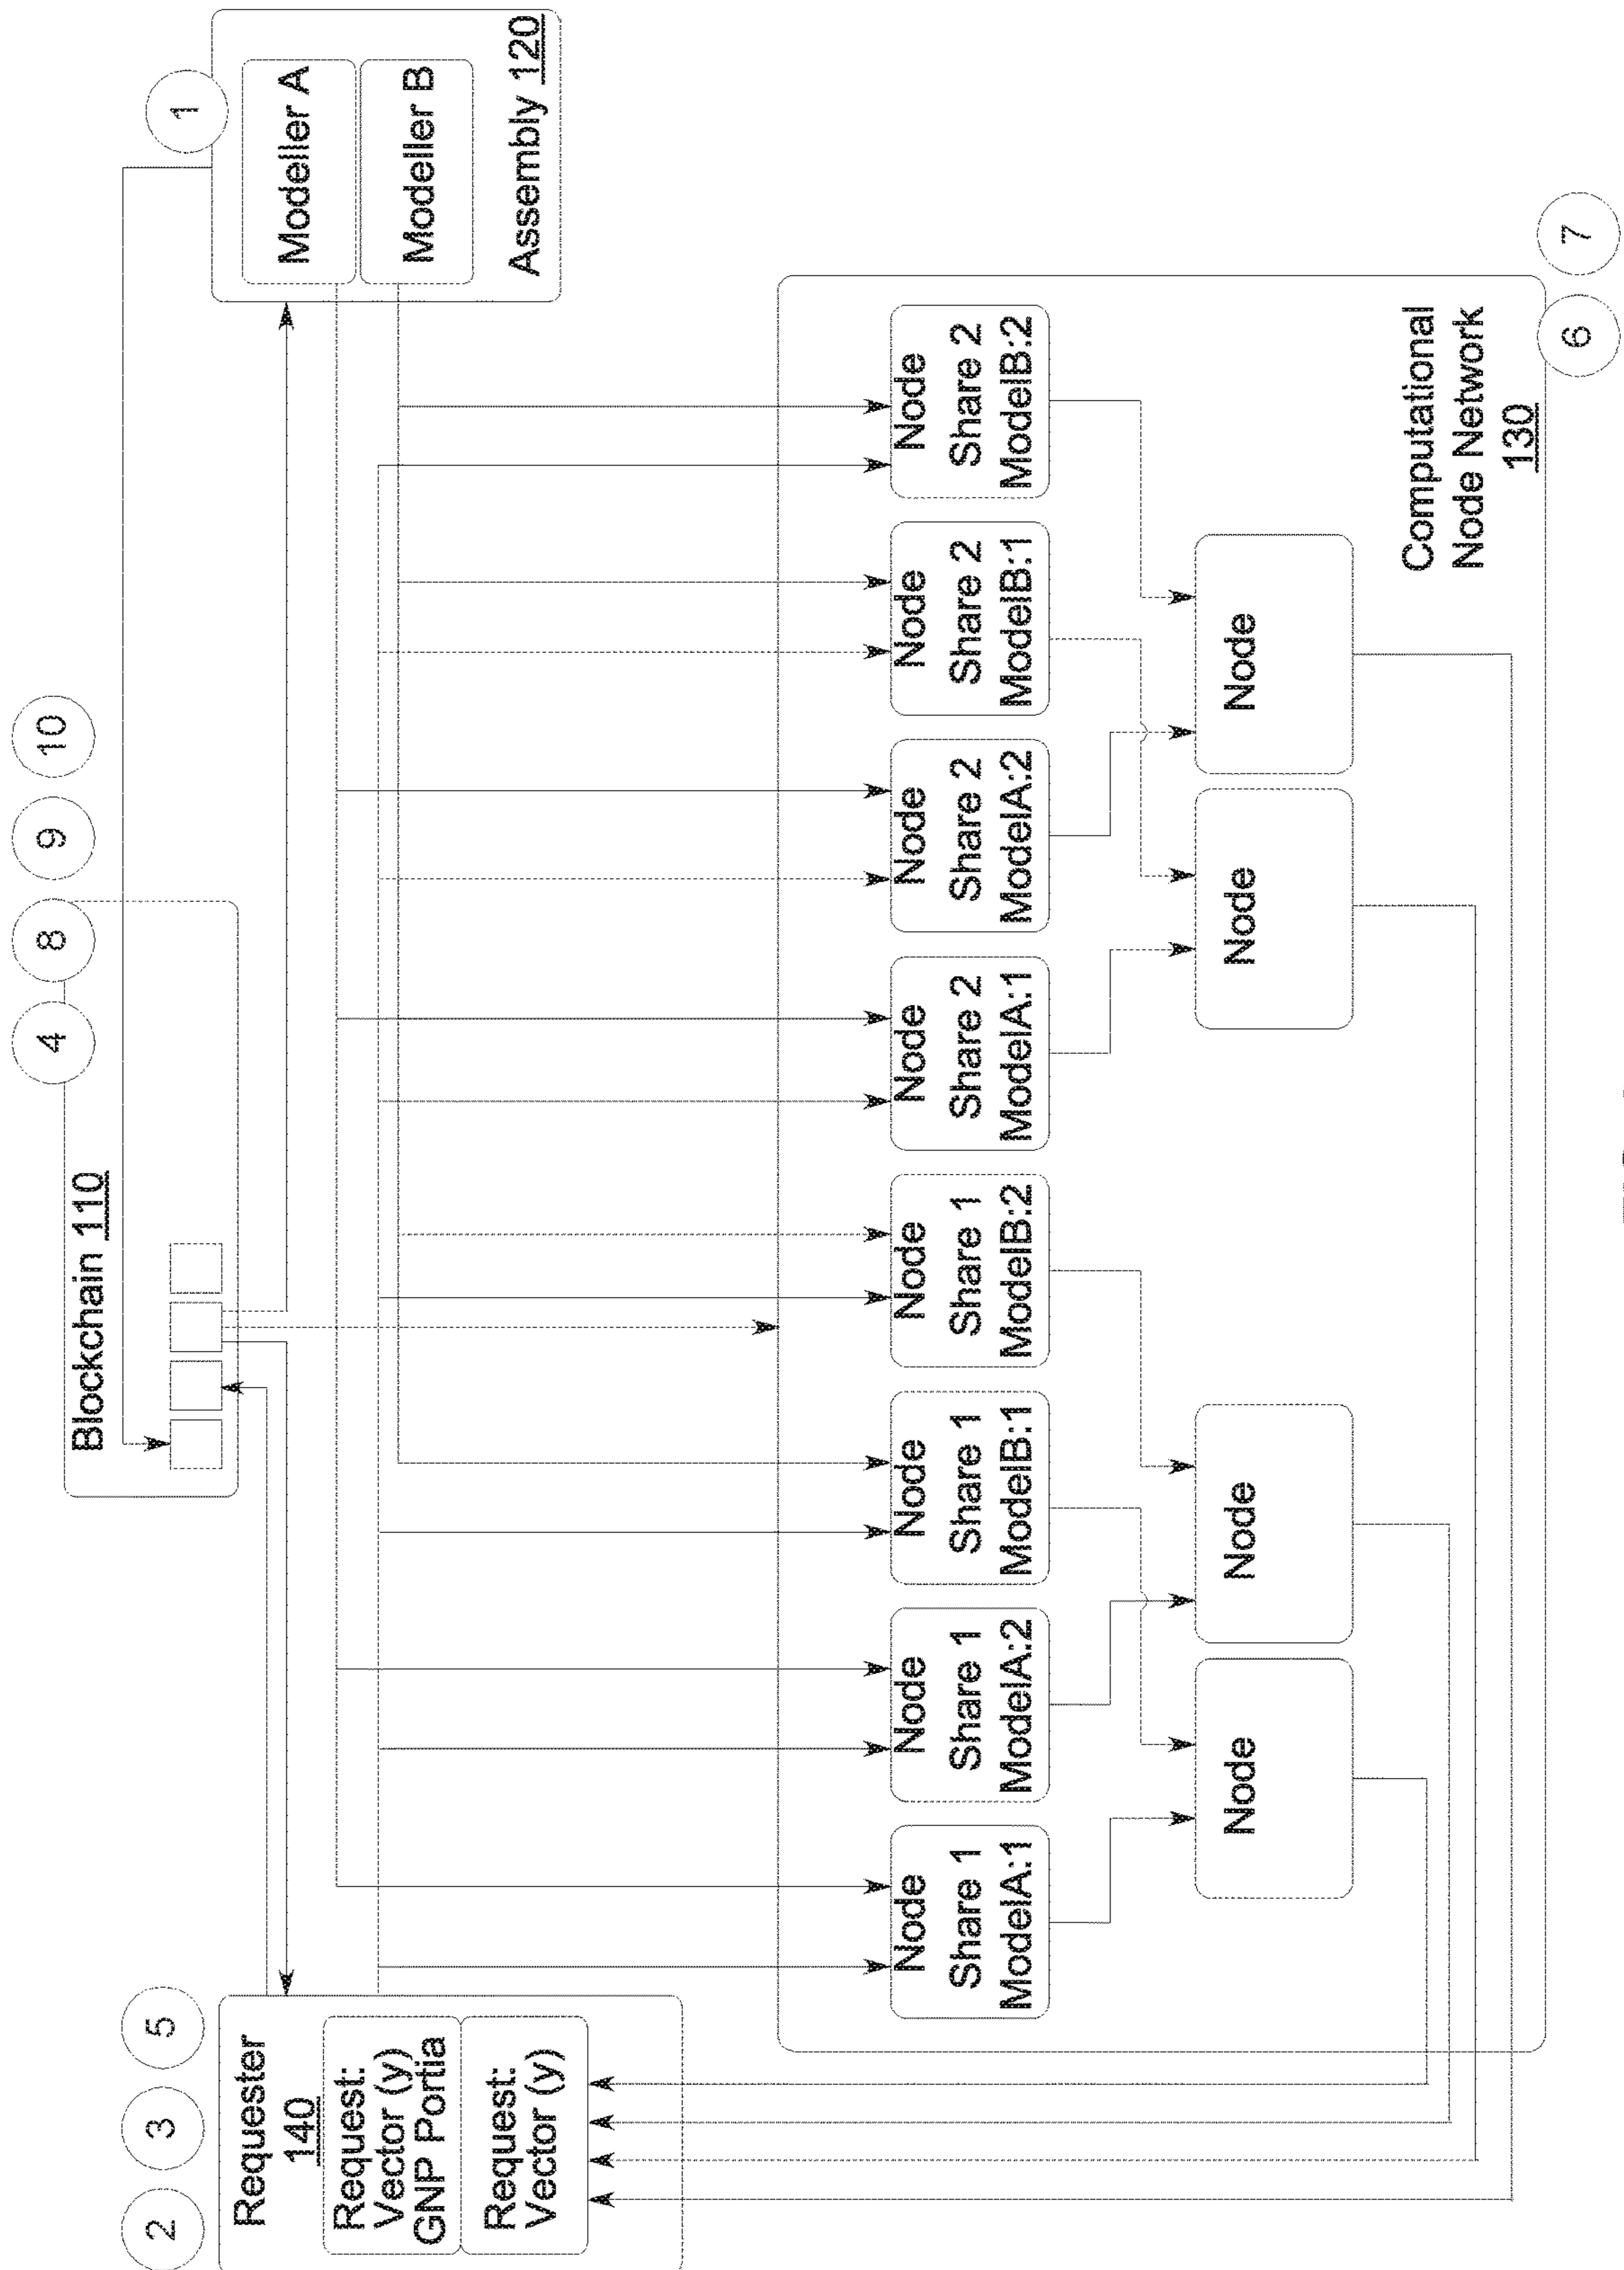 4
8
9
10
Blockchain 110
2
3
5
Requester
140
Request:
Vector (y)
GNP Portia
Request:
Vector (y)
1
Modeller A
Modeller B
Assembly 120
Node
Share 1
ModelA:1
Node
Share 1
ModelA:2
Node
Share 1
ModelB:1
Node
Share 1
ModelB:2
Node
Share 2
ModelA:1
Node
Share 2
ModelA:2
Node
Share 2
ModelB:1
Node
Share 2
ModelB:2
Node
Node
Node
Node
Computational
Node Network
130
6
7